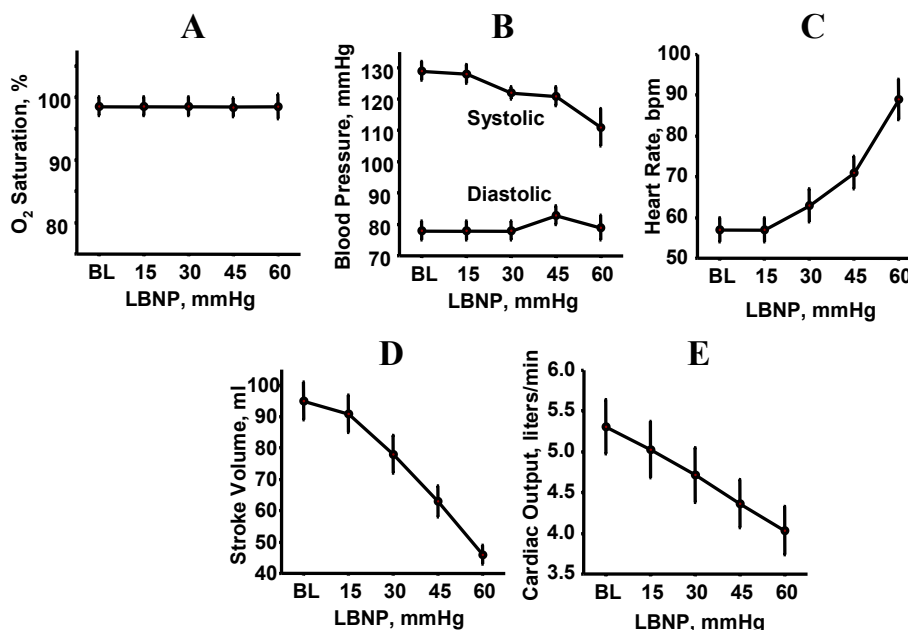 A
O2 Saturation, %
100
90
80
BL 15 30 45 60
LBNP, mmHg
B
Blood Pressure, mmHg
130
120
110
100
90
80
70
Systolic
Diastolic
BL 15 30 45 60
LBNP, mmHg
C
Heart Rate, bpm
100
90
80
70
60
50
BL 15 30 45 60
LBNP, mmHg
D
Stroke Volume, ml
100
90
80
70
60
50
40
BL 15 30 45 60
LBNP, mmHg
E
Cardiac Output, liters/min
6.0
5.5
5.0
4.5
4.0
3.5
BL 15 30 45 60
LBNP, mmHg